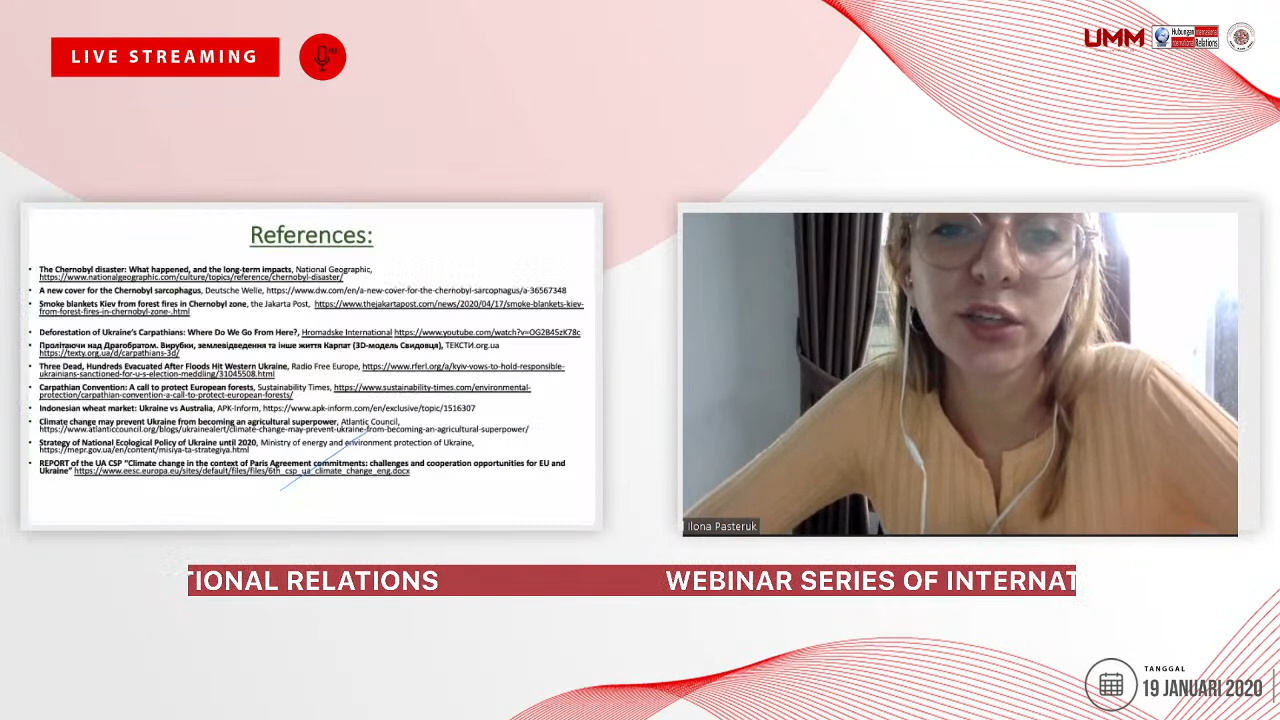 LIVE STREAMING
UMM
Hubungan Internasional
International Relations
References:
• The Chernobyl disaster: What happened, and the long-term impacts, National Geographic,
https://www.nationalgeographic.com/culture/topics/reference/chernobyl-disaster/
• A new cover for the Chernobyl sarcophagus, Deutsche Welle, https://www.dw.com/en/a-new-cover-for-the-chernobyl-sarcophagus/a-36567348
• Smoke blankets Kiev from forest fires in Chernobyl zone, the Jakarta Post, https://www.thejakartapost.com/news/2020/04/17/smoke-blankets-kiev-
from-forest-fires-in-chernobyl-zone-.html
• Deforestation of Ukraine's Carpathians: Where Do We Go From Here?, Hromadske International https://www.youtube.com/watch?v=OG2B45zK78c
• Пролітаючи над Драгобратом. Вирубки, землевідведення та інше життя Карпат (3D-модель Свидовця), ТЕКСТИ.org.ua
https://texty.org.ua/d/carpathians-3d/
• Three Dead, Hundreds Evacuated After Floods Hit Western Ukraine, Radio Free Europe, https://www.rferl.org/a/kyiv-vows-to-hold-responsible-
ukrainians-sanctioned-for-u-s-election-meddling/31045508.html
• Carpathian Convention: A call to protect European forests, Sustainability Times, https://www.sustainability-times.com/environmental-
protection/carpathian-convention-a-call-to-protect-european-forests/
• Indonesian wheat market: Ukraine vs Australia, APK-Inform, https://www.apk-inform.com/en/exclusive/topic/1516307
• Climate change may prevent Ukraine from becoming an agricultural superpower, Atlantic Council,
https://www.atlanticcouncil.org/blogs/ukrainealert/climate-change-may-prevent-ukraine-from-becoming-an-agricultural-superpower/
• Strategy of National Ecological Policy of Ukraine until 2020, Ministry of energy and environment protection of Ukraine,
https://mepr.gov.ua/en/content/misiya-ta-strategiya.html
• REPORT of the UA CSP "Climate change in the context of Paris Agreement commitments: challenges and cooperation opportunities for EU and
Ukraine" https://www.eesc.europa.eu/sites/default/files/files/6th_csp_ua_climate_change_eng.docx
Ilona Pasteruk
TIONAL RELATIONS WEBINAR SERIES OF INTERNAT
TANGGAL
19 JANUARI 2020